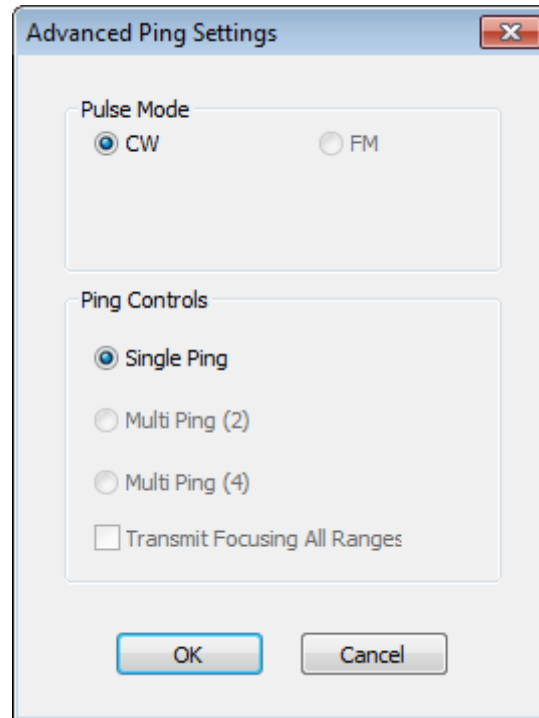 Advanced Ping Settings
Pulse Mode
CW FM
Ping Controls
Single Ping
Multi Ping (2)
Multi Ping (4)
Transmit Focusing All Ranges
OK Cancel